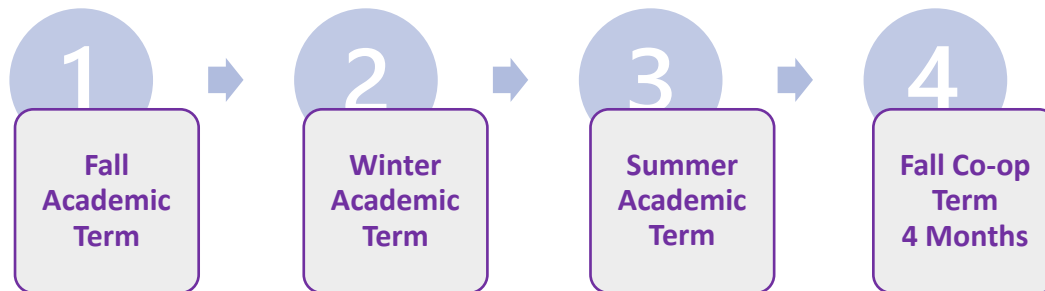 1
Fall
Academic
Term
2
Winter
Academic
Term
3
Summer
Academic
Term
4
Fall Co-op
Term
4 Months